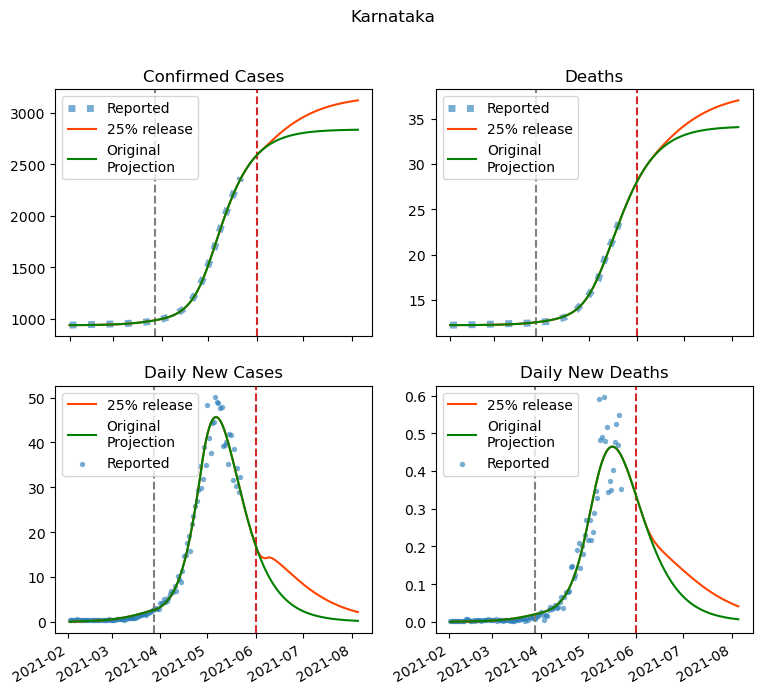 Karnataka
Confirmed Cases
3000
2500
2000
1500
1000
Reported
25% release
Original
Projection
Deaths
35
30
25
20
15
Reported
25% release
Original
Projection
Daily New Cases
50
40
30
20
10
0
25% release
Original
Projection
Reported
2021-02
2021-03
2021-04
2021-05
2021-06
2021-07
2021-08
Daily New Deaths
0.6
0.5
0.4
0.3
0.2
0.1
0.0
25% release
Original
Projection
Reported
2021-02
2021-03
2021-04
2021-05
2021-06
2021-07
2021-08